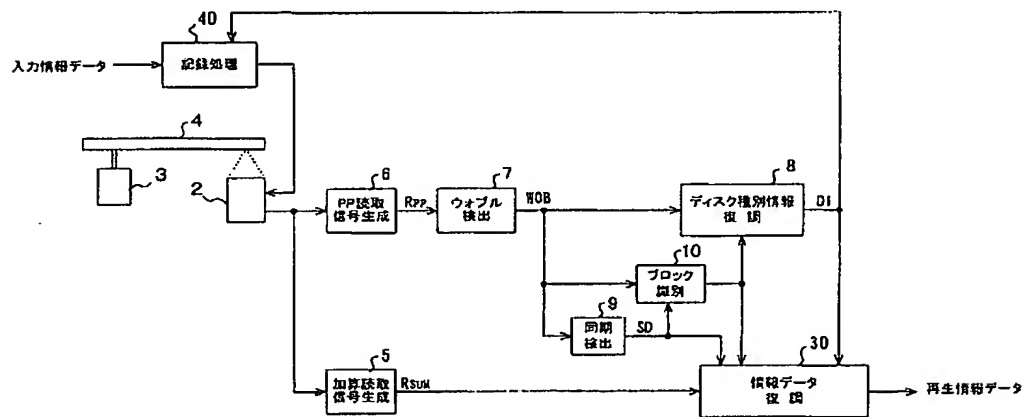 40
入力情報データ
記録処理
4
3
2
6
PP読取
信号生成
RPP
7
ウォブル
検出
WOB
8
ディスク種別情報
復調
DI
10
ブロック
識別
9
同期
検出
SD
5
加算読取
信号生成
RSUM
30
情報データ
復調
再生情報データ